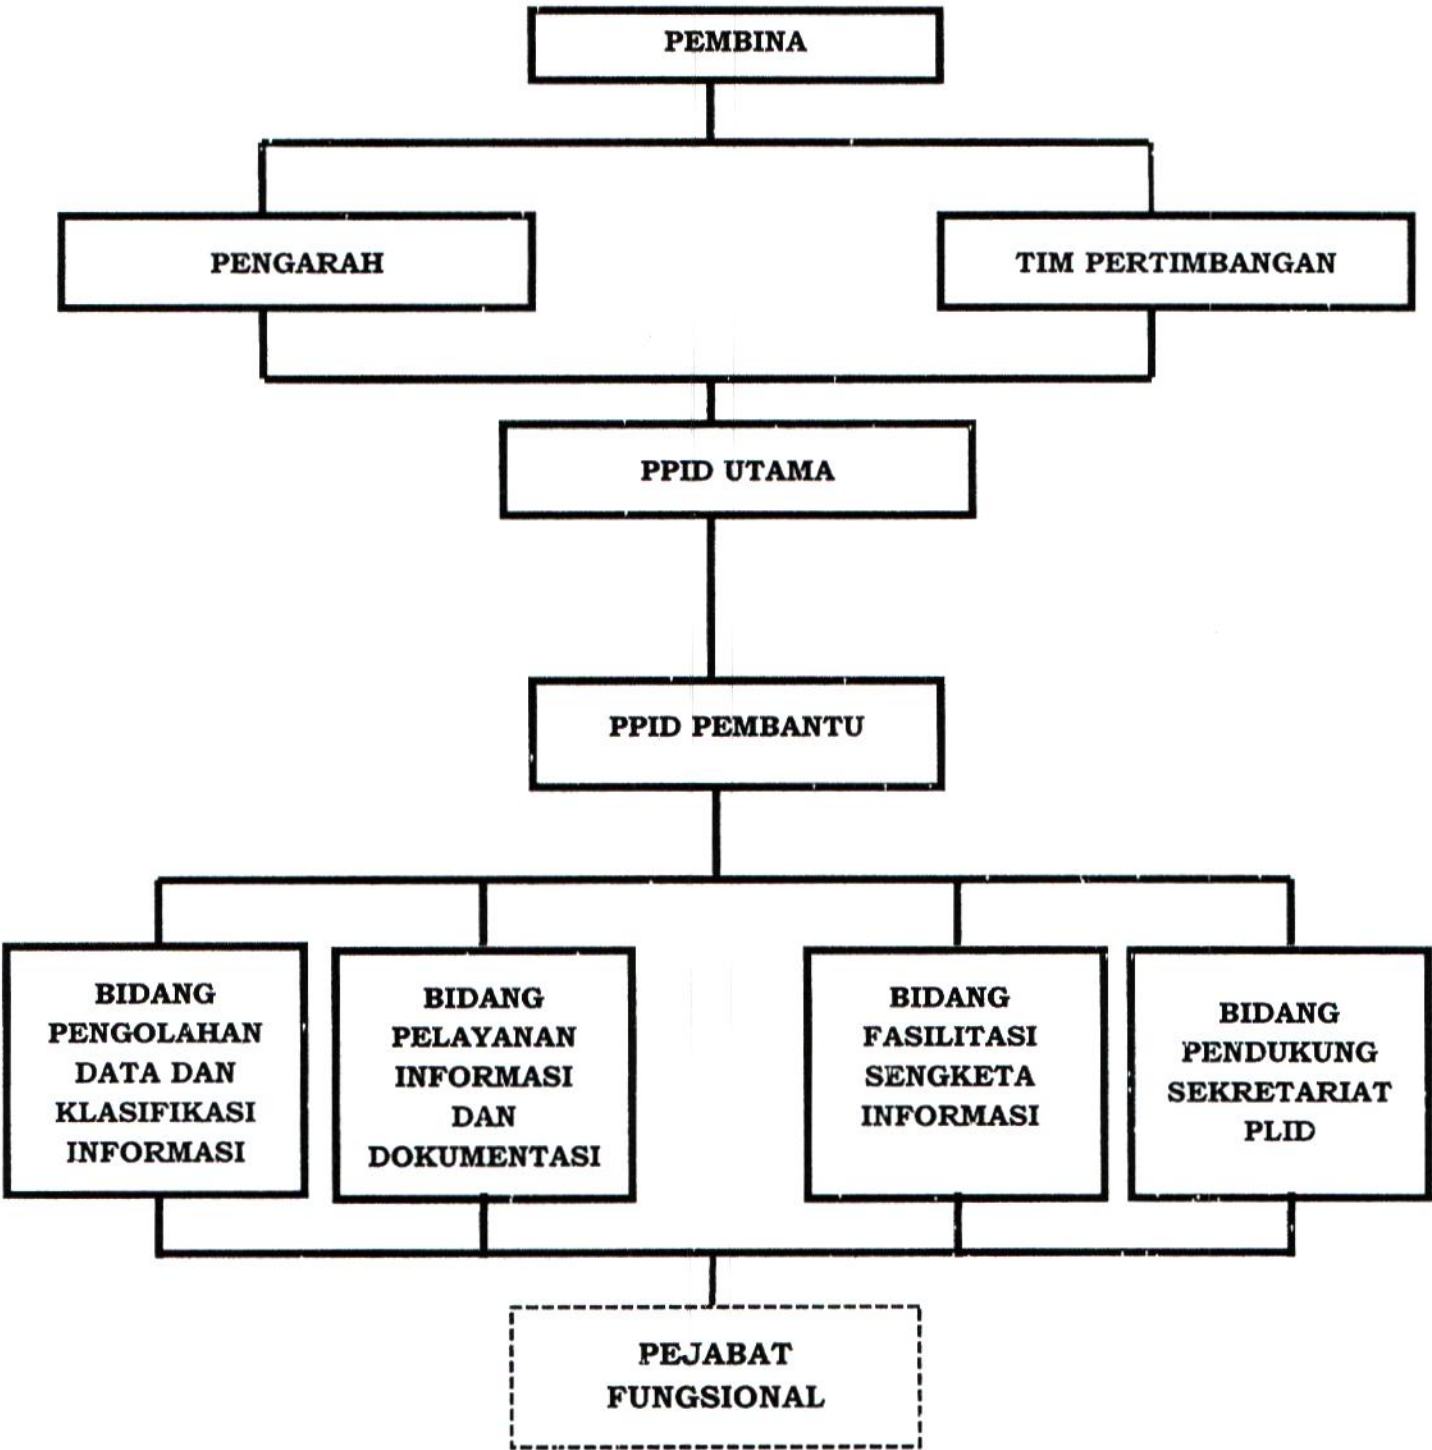 PEMBINA
PENGARAH
TIM PERTIMBANGAN
PPID UTAMA
PPID PEMBANTU
BIDANG
PENGOLAHAN
DATA DAN
KLASIFIKASI
INFORMASI
BIDANG
PELAYANAN
INFORMASI
DAN
DOKUMENTASI
BIDANG
FASILITASI
SENGKETA
INFORMASI
BIDANG
PENDUKUNG
SEKRETARIAT
PLID
PEJABAT
FUNGSIONAL